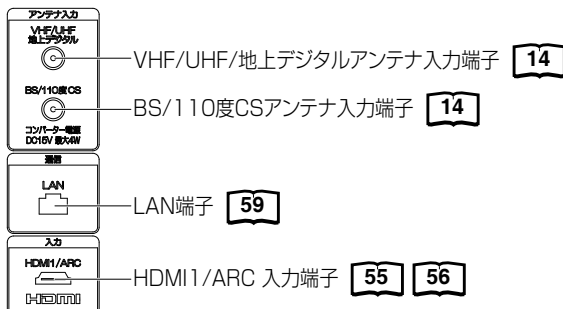 アンテナ入力
VHF/UHF
地上デジタル
VHF/UHF/地上デジタルアンテナ入力端子 14
BS/110度CS
BS/110度CSアンテナ入力端子 14
コンバーター電源
DC15V 最大4W
通信
LAN
LAN端子 59
入力
HDMI1/ARC
HDMI1/ARC 入力端子 55 56
HDMI